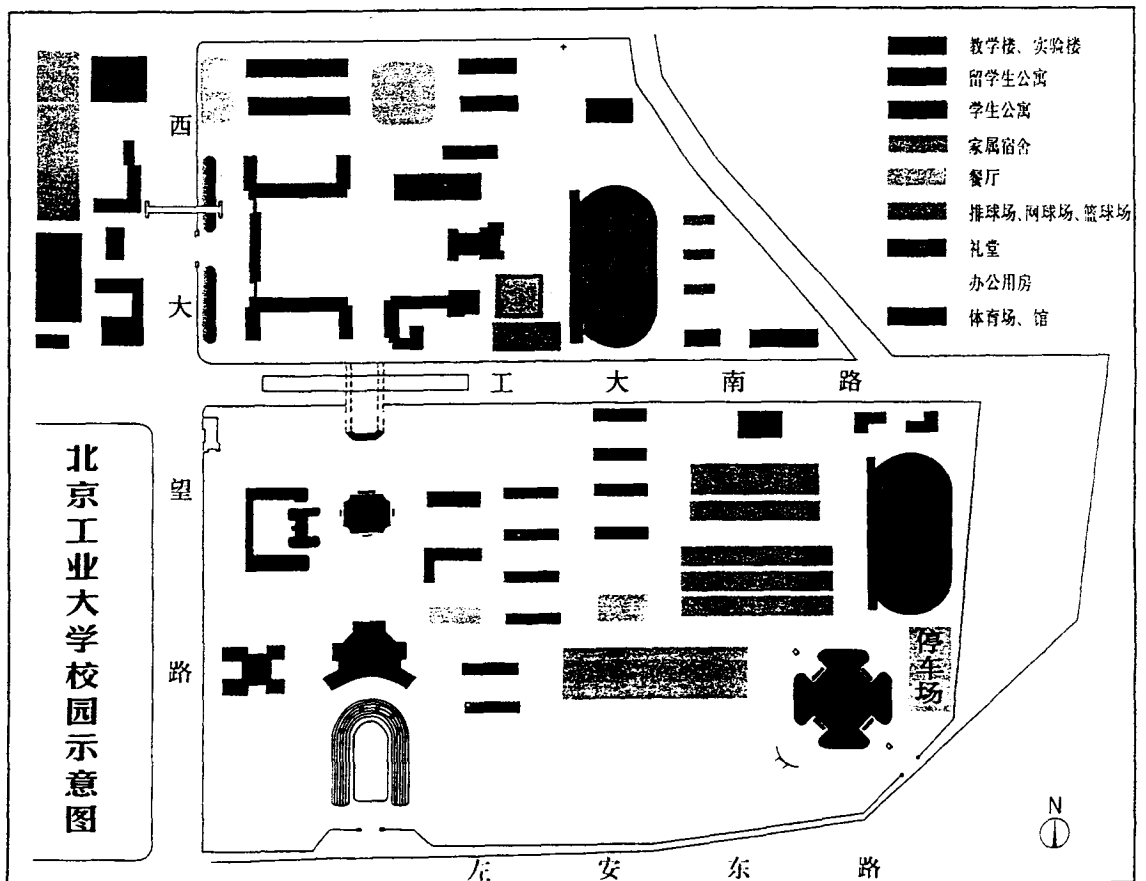 教学楼、实验楼
留学生公寓
学生公寓
家属宿舍
餐厅
排球场、网球场、篮球场
礼堂
办公用房
体育场、馆
西大望路
工大南路
北京工业大学校园示意图
停车场
N
左安东路